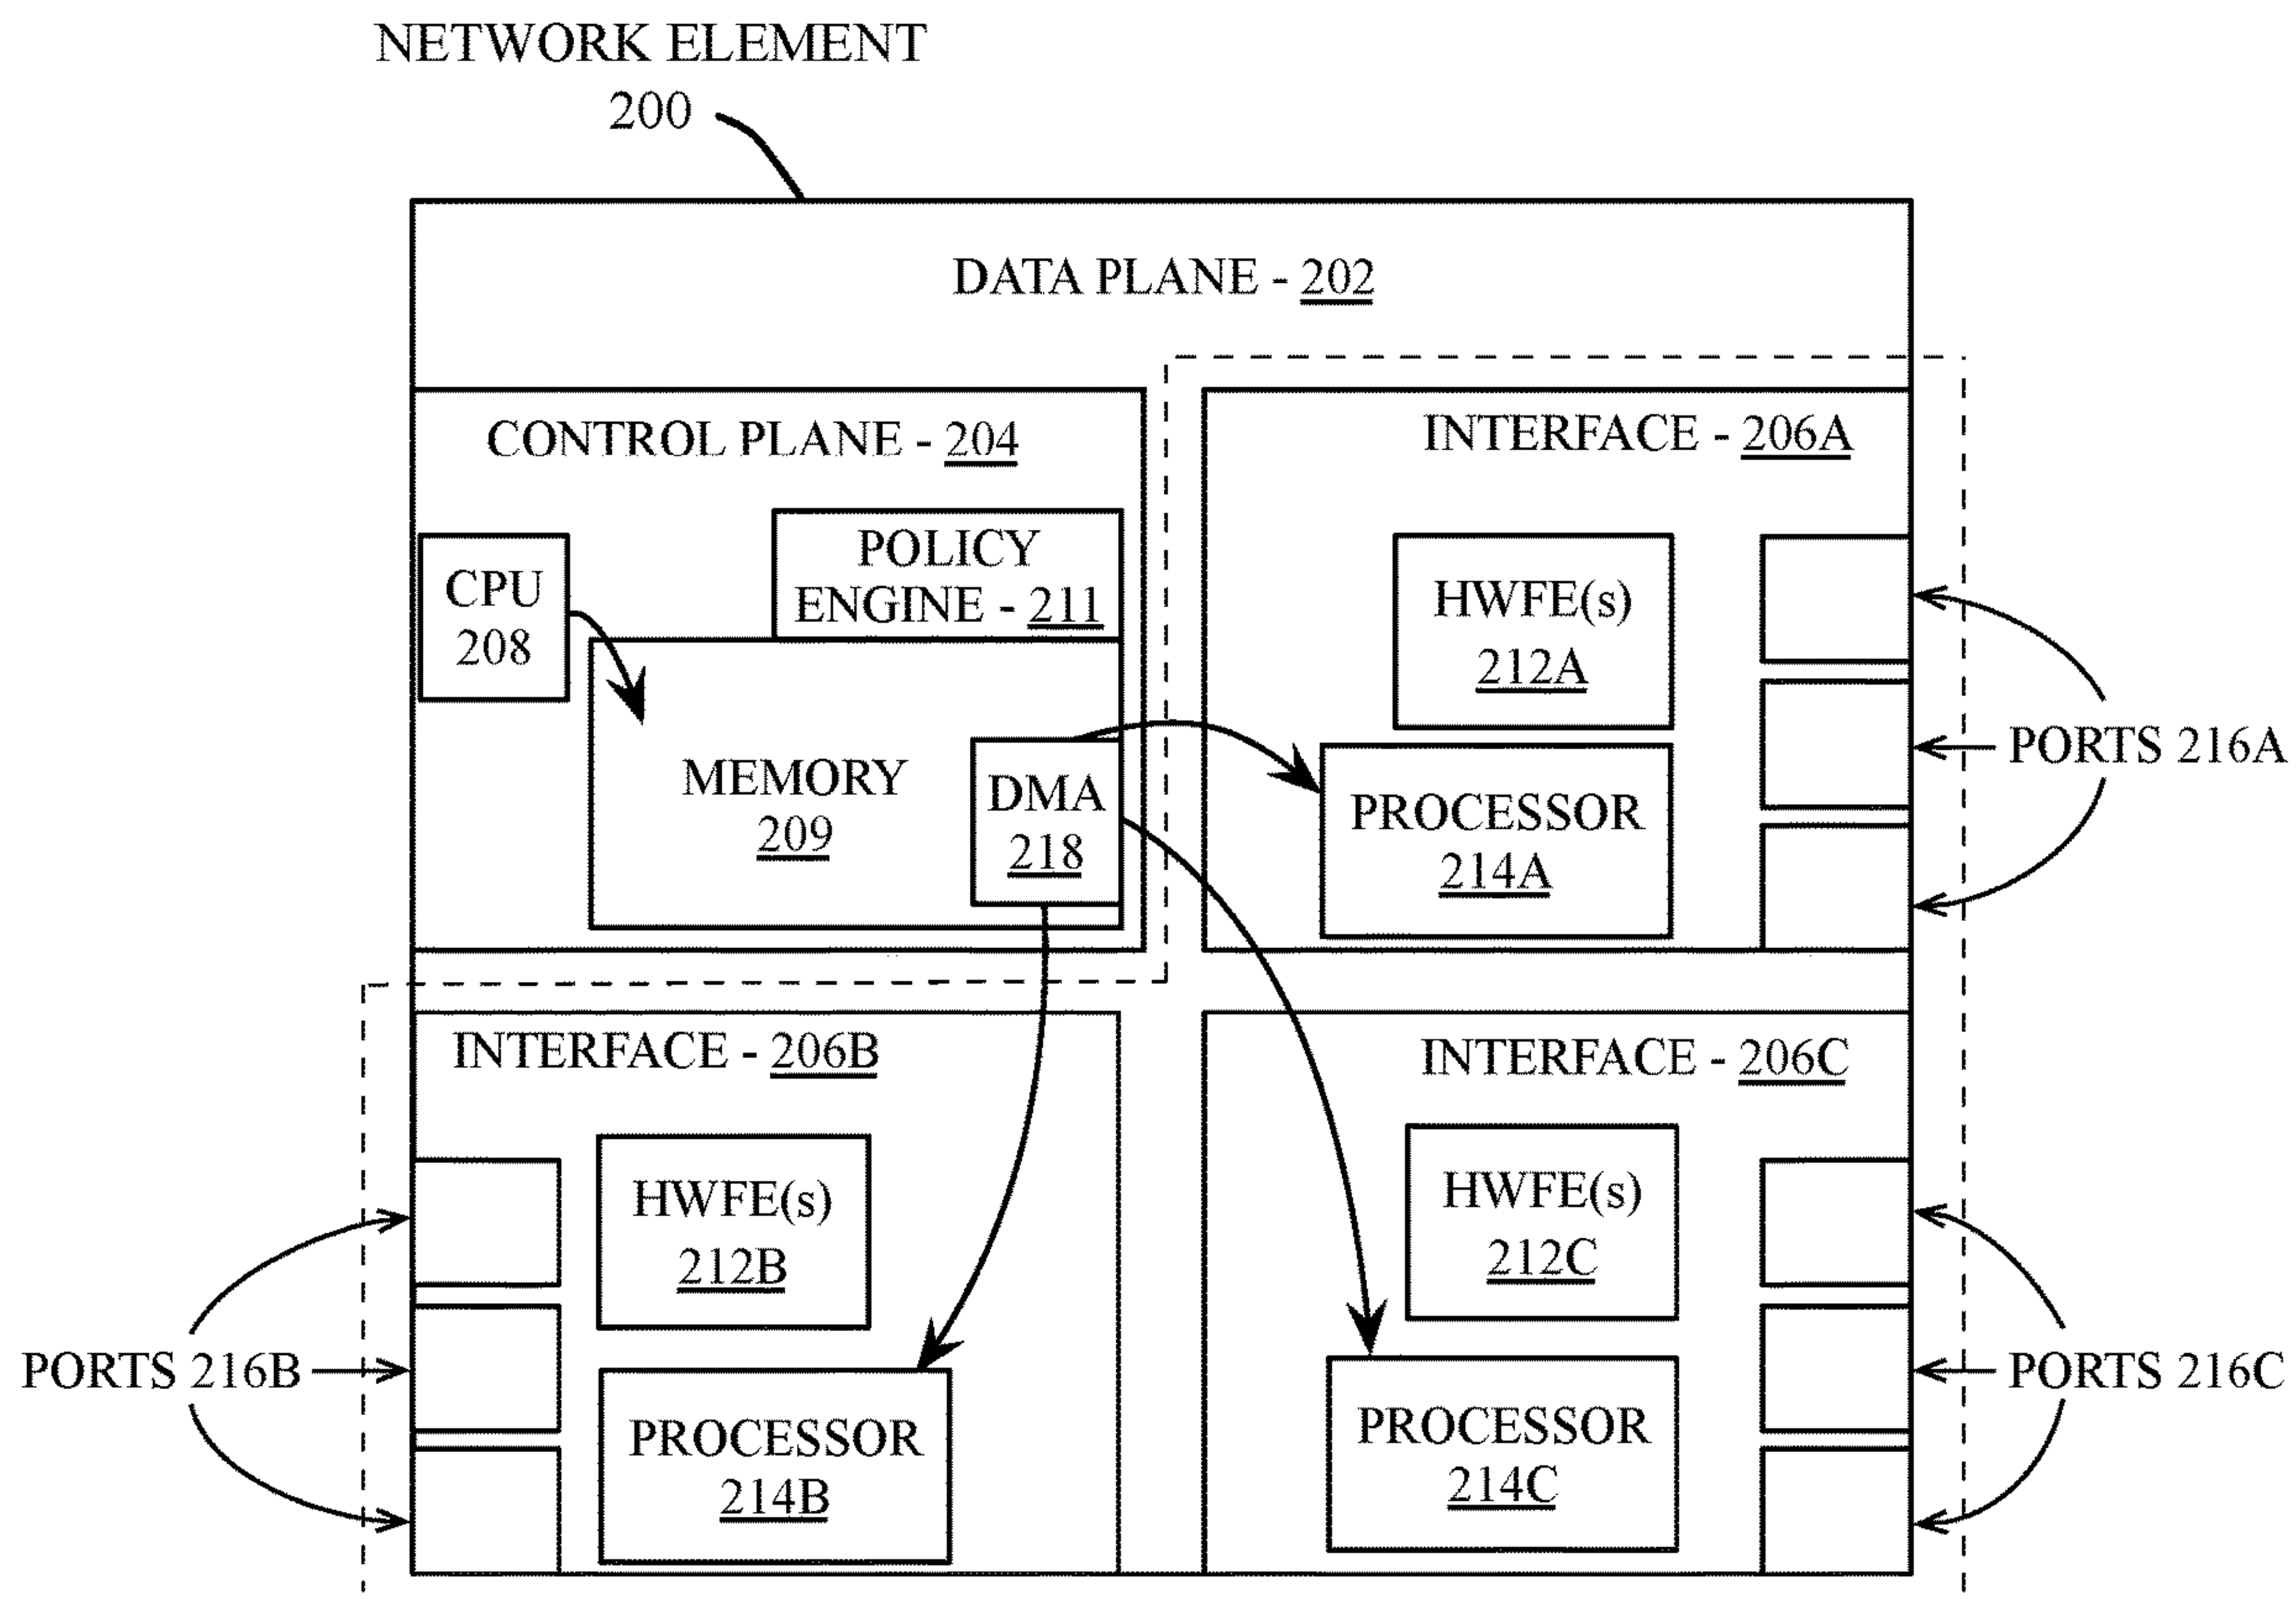 NETWORK ELEMENT
200
DATA PLANE - 202
CONTROL PLANE - 204
CPU
208
POLICY
ENGINE - 211
MEMORY
209
DMA
218
INTERFACE - 206A
HWFE(s)
212A
PROCESSOR
214A
PORTS 216A
INTERFACE - 206B
HWFE(s)
212B
PROCESSOR
214B
PORTS 216B
INTERFACE - 206C
HWFE(s)
212C
PROCESSOR
214C
PORTS 216C